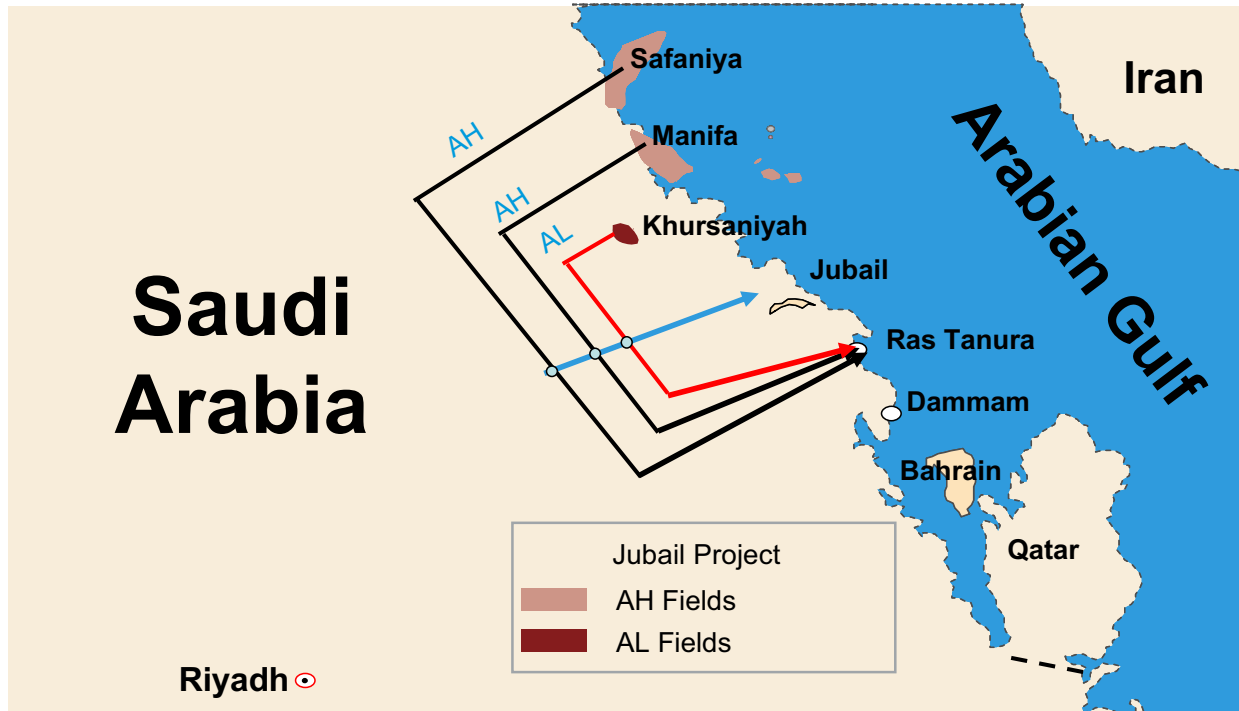 Safaniya
Iran
AH
Manifa
Arabian Gulf
AH
AL
Khursaniyah
Jubail
Saudi
Arabia
Ras Tanura
Dammam
Bahrain
Qatar
Jubail Project
AH Fields
AL Fields
Riyadh